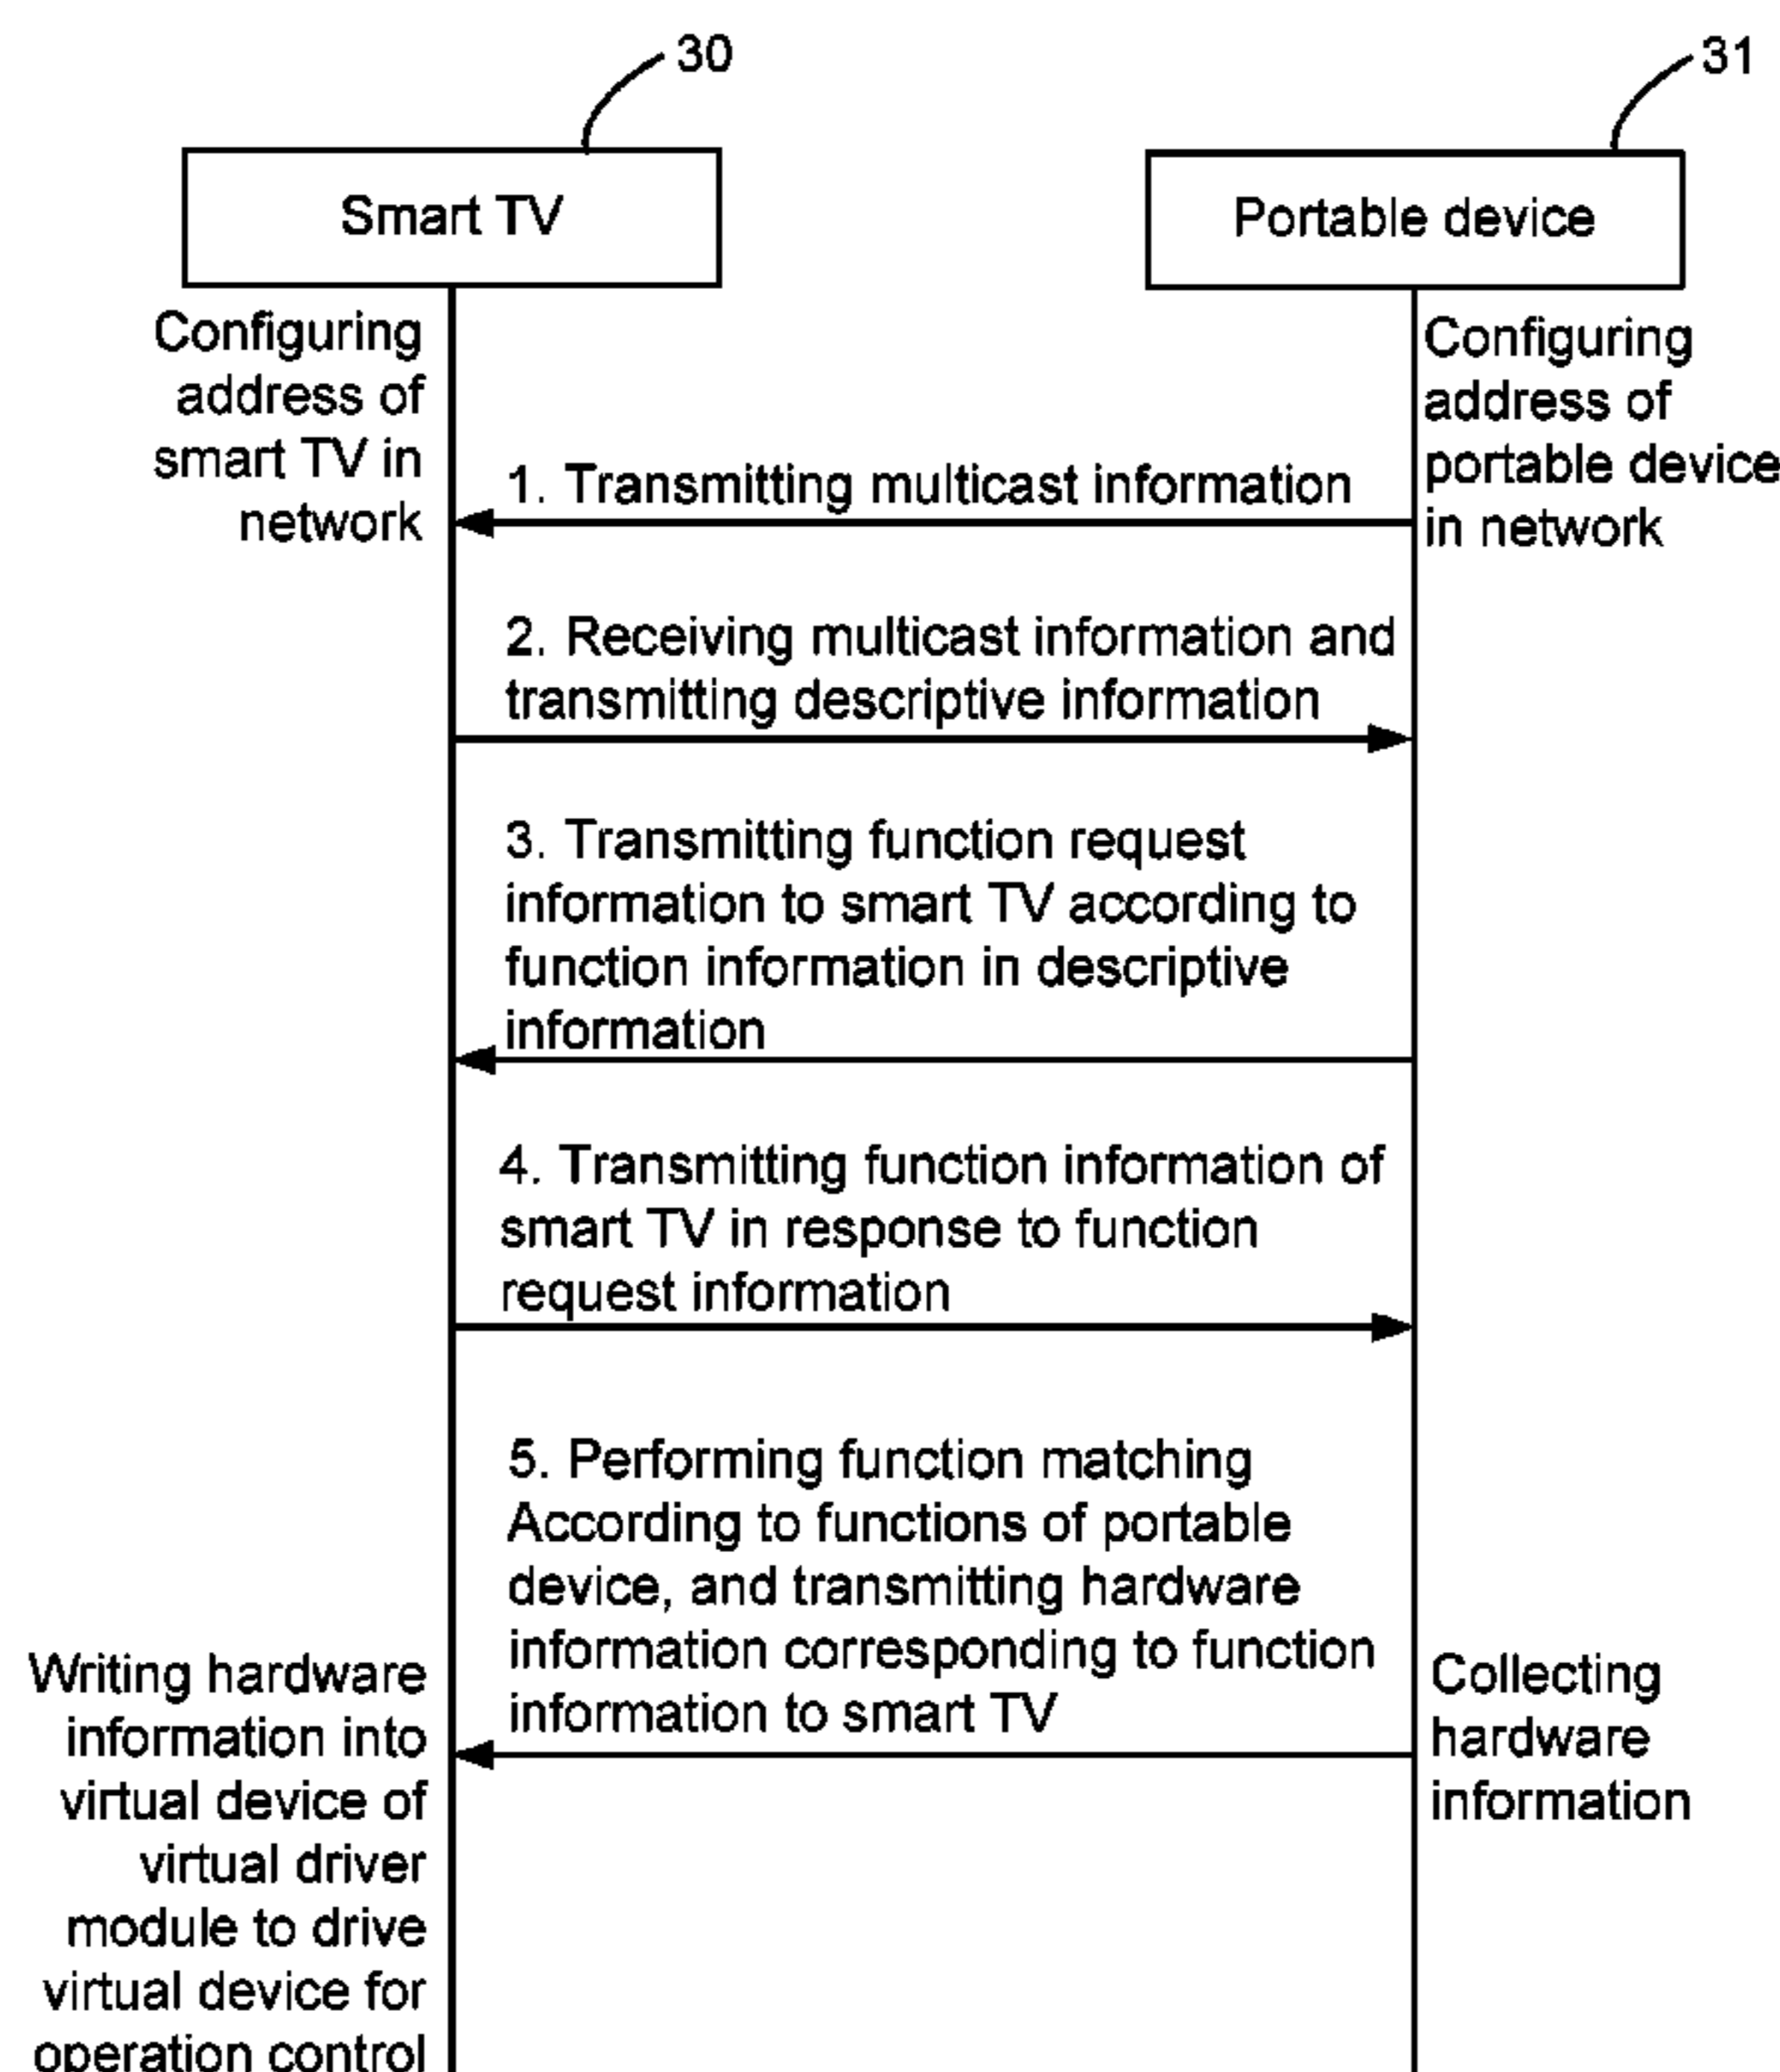 30
31
Smart TV
Portable device
Configuring
address of
smart TV in
network
Configuring
address of
portable device
in network
1. Transmitting multicast information
2. Receiving multicast information and
transmitting descriptive information
3. Transmitting function request
information to smart TV according to
function information in descriptive
information
4. Transmitting function information of
smart TV in response to function
request information
5. Performing function matching
According to functions of portable
device, and transmitting hardware
information corresponding to function
information to smart TV
Writing hardware
information into
virtual device of
virtual driver
module to drive
virtual device for
operation control
Collecting
hardware
information